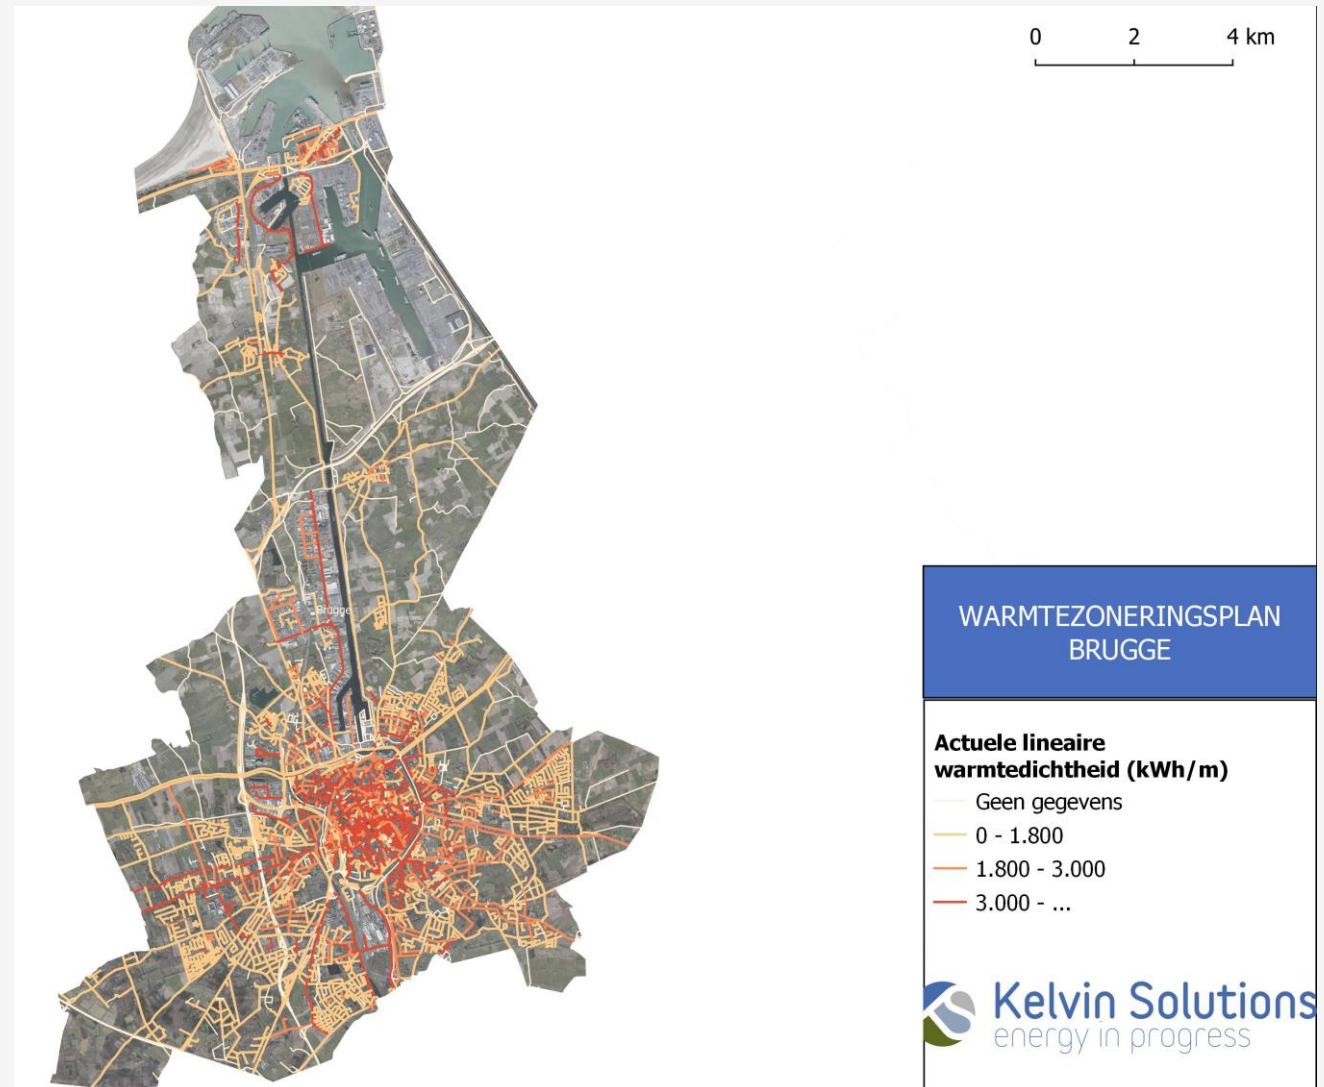 0 2 4 km
Brugge
WARMTEZONERINGSPLAN
BRUGGE
Actuele lineaire
warmtedichtheid (kWh/m)
Geen gegevens
0 - 1.800
1.800 - 3.000
3.000 - ...
Kelvin Solutions
energy in progress